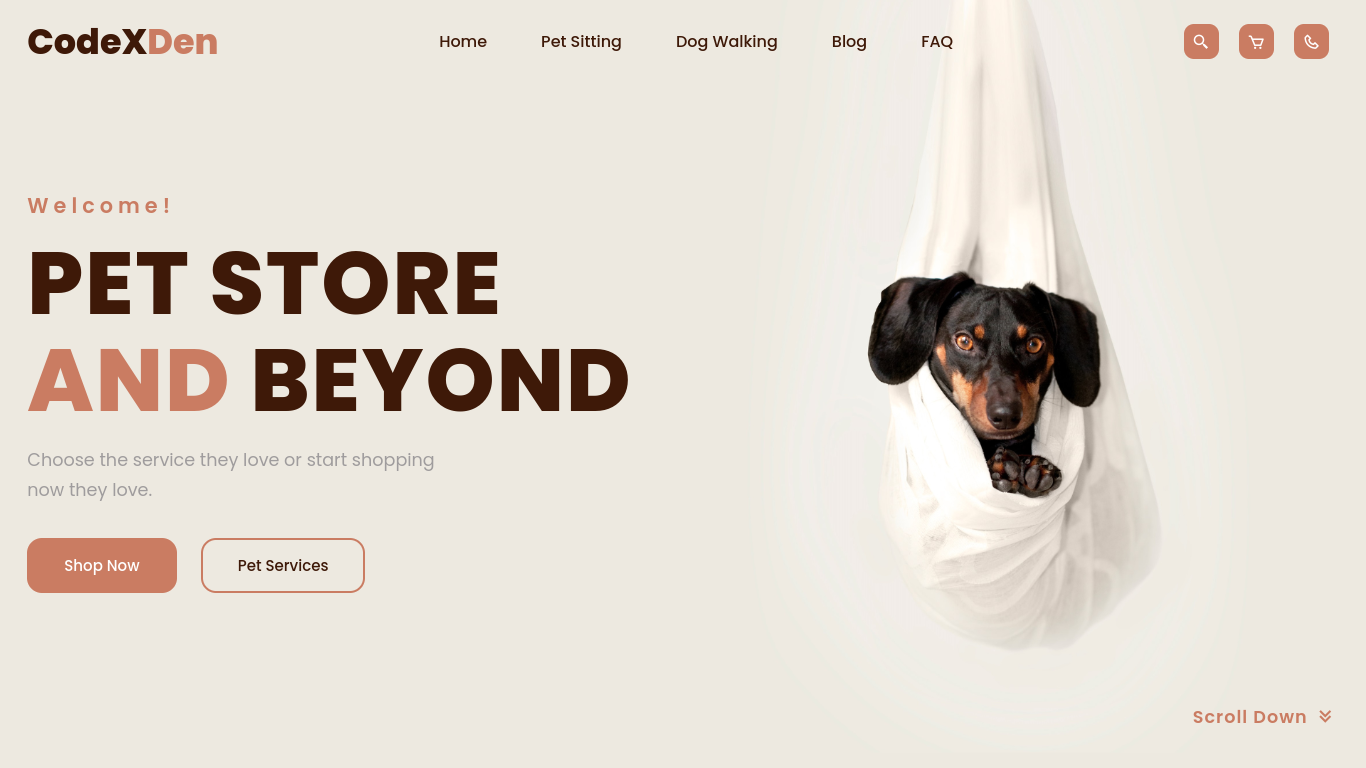 CodeXDen
Home Pet Sitting Dog Walking Blog FAQ
Welcome!
PET STORE
AND BEYOND
Choose the service they love or start shopping
now they love.
Shop Now Pet Services
Scroll Down